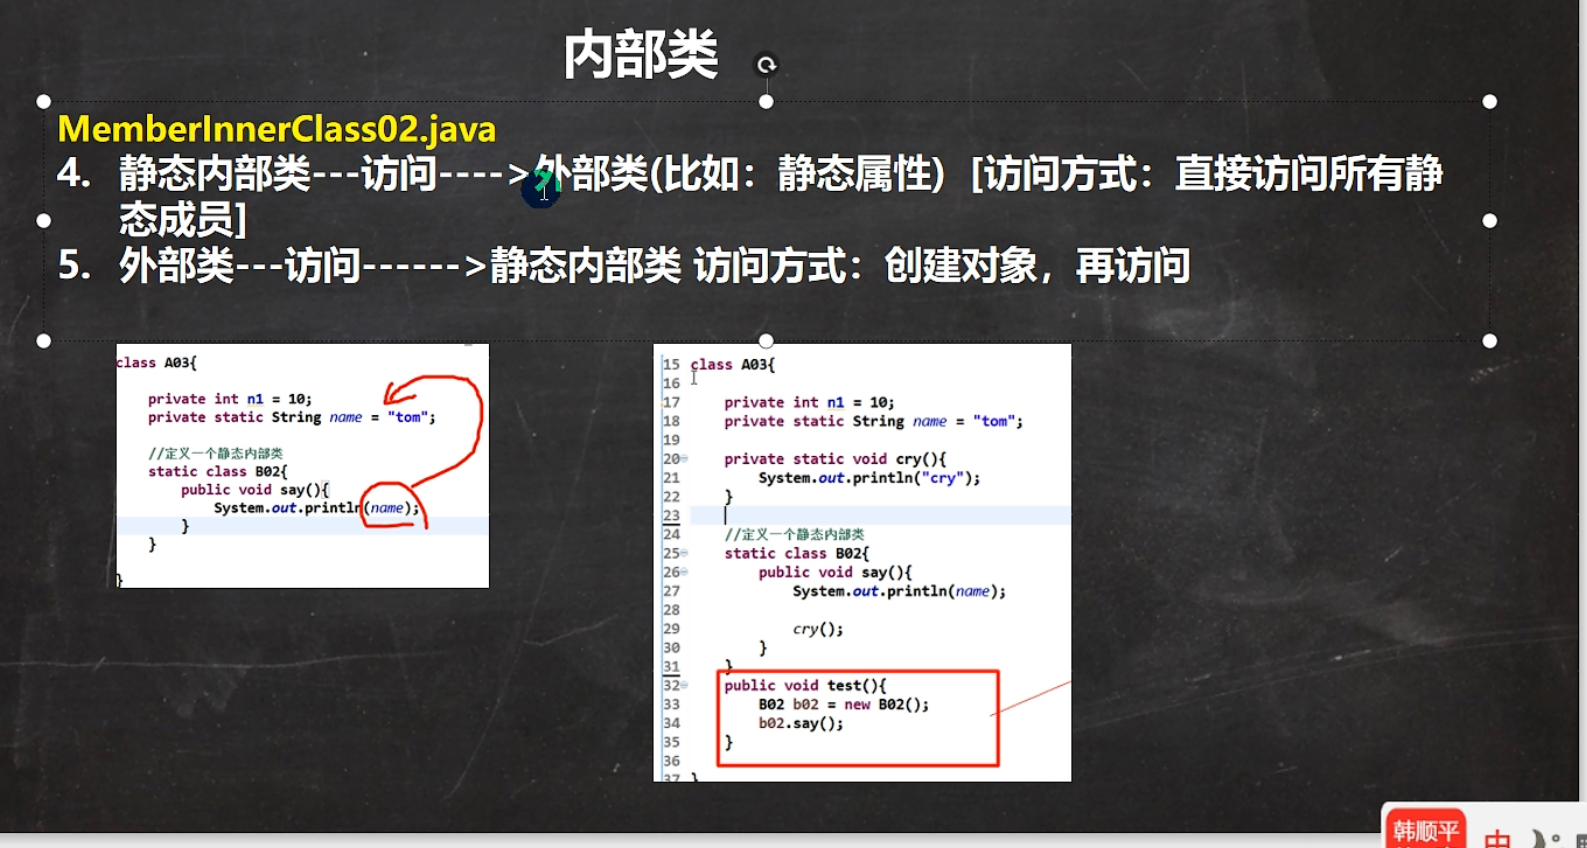 内部类
MemberInnerClass02.java
4. 静态内部类---访问---->外部类(比如：静态属性) [访问方式：直接访问所有静
态成员]
5. 外部类---访问------>静态内部类 访问方式：创建对象，再访问
class A03{
private int n1 = 10;
private static String name = "tom";
//定义一个静态内部类
static class B02{
public void say(){
System.out.println(name);
}
}
}
15 class A03{
16
17 private int n1 = 10;
18 private static String name = "tom";
19
20 private static void cry(){
21 System.out.println("cry");
22 }
23
24 //定义一个静态内部类
25 static class B02{
26 public void say(){
27 System.out.println(name);
28
29 cry();
30 }
31 }
32 public void test(){
33 B02 b02 = new B02();
34 b02.say();
35 }
36
37 }
韩顺平
中